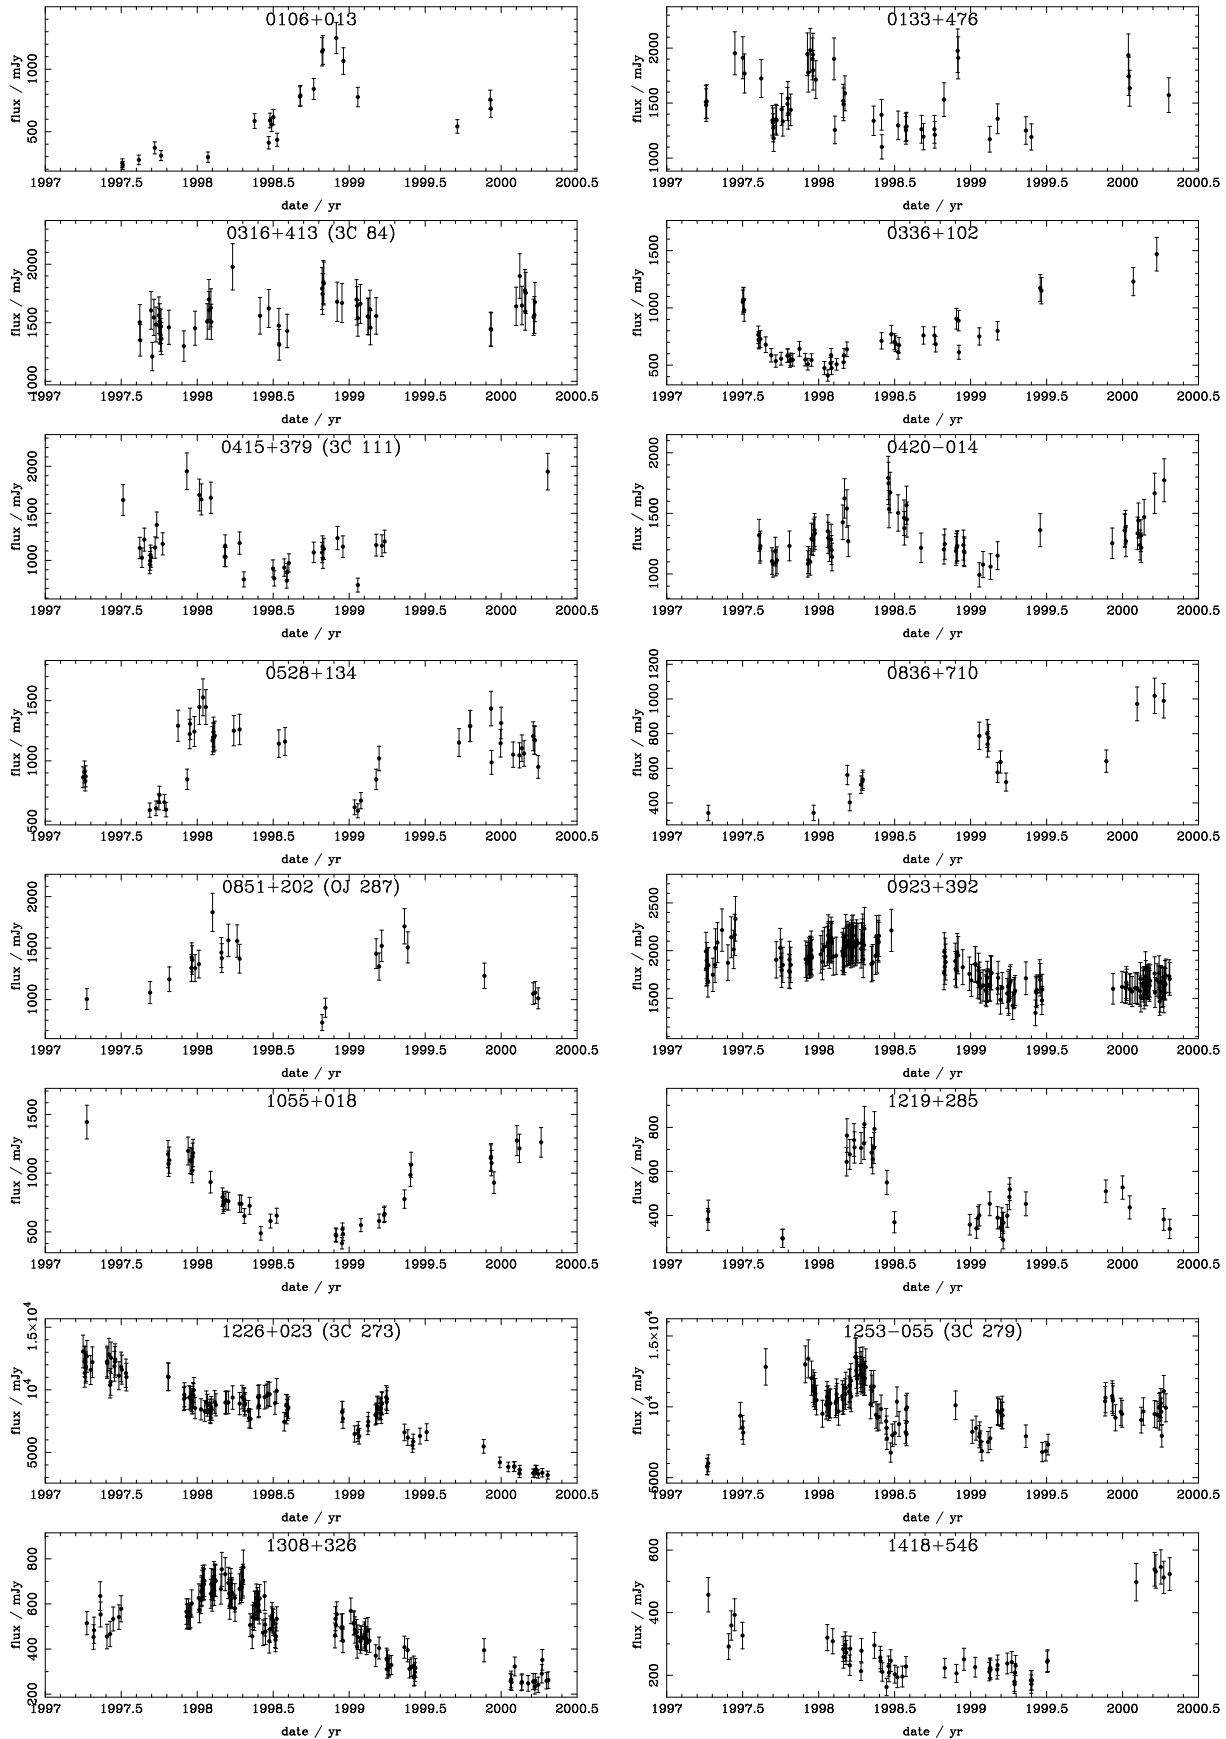 0106+013
0133+476
flux / mJy
500
1000
flux / mJy
1000
1500
2000
1997 1997.5 1998 1998.5 1999 1999.5 2000 2000.5
1997 1997.5 1998 1998.5 1999 1999.5 2000 2000.5
date / yr
date / yr
0316+413 (3C 84)
0336+102
flux / mJy
1000
1500
2000
flux / mJy
500
1000
1500
1997 1997.5 1998 1998.5 1999 1999.5 2000 2000.5
1997 1997.5 1998 1998.5 1999 1999.5 2000 2000.5
date / yr
date / yr
0415+379 (3C 111)
0420−014
flux / mJy
1000
1500
2000
flux / mJy
1000
1500
2000
1997 1997.5 1998 1998.5 1999 1999.5 2000 2000.5
1997 1997.5 1998 1998.5 1999 1999.5 2000 2000.5
date / yr
date / yr
0528+134
0836+710
flux / mJy
500
1000
1500
flux / mJy
400
600
800
1000
1200
1997 1997.5 1998 1998.5 1999 1999.5 2000 2000.5
1997 1997.5 1998 1998.5 1999 1999.5 2000 2000.5
date / yr
date / yr
0851+202 (OJ 287)
0923+392
flux / mJy
1000
1500
2000
flux / mJy
1500
2000
2500
1997 1997.5 1998 1998.5 1999 1999.5 2000 2000.5
1997 1997.5 1998 1998.5 1999 1999.5 2000 2000.5
date / yr
date / yr
1055+018
1219+285
flux / mJy
500
1000
1500
flux / mJy
400
600
800
1997 1997.5 1998 1998.5 1999 1999.5 2000 2000.5
1997 1997.5 1998 1998.5 1999 1999.5 2000 2000.5
date / yr
date / yr
1226+023 (3C 273)
1253−055 (3C 279)
flux / mJy
5000
10⁴
1.5×10⁴
flux / mJy
5000
10⁴
1.5×10⁴
1997 1997.5 1998 1998.5 1999 1999.5 2000 2000.5
1997 1997.5 1998 1998.5 1999 1999.5 2000 2000.5
date / yr
date / yr
1308+326
1418+546
flux / mJy
200
400
600
800
flux / mJy
200
400
600
1997 1997.5 1998 1998.5 1999 1999.5 2000 2000.5
1997 1997.5 1998 1998.5 1999 1999.5 2000 2000.5
date / yr
date / yr